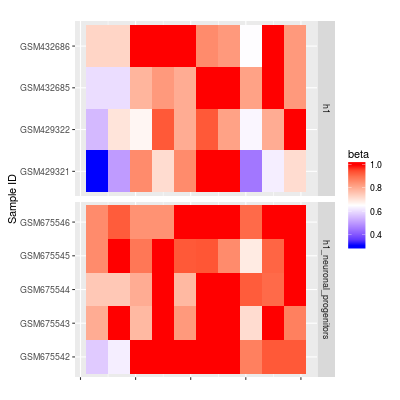 GSM432686
GSM432685
GSM429322
GSM429321
h1
GSM675546
GSM675545
GSM675544
GSM675543
GSM675542
h1_neuronal_progenitors
Sample ID
beta
1.0
0.8
0.6
0.4